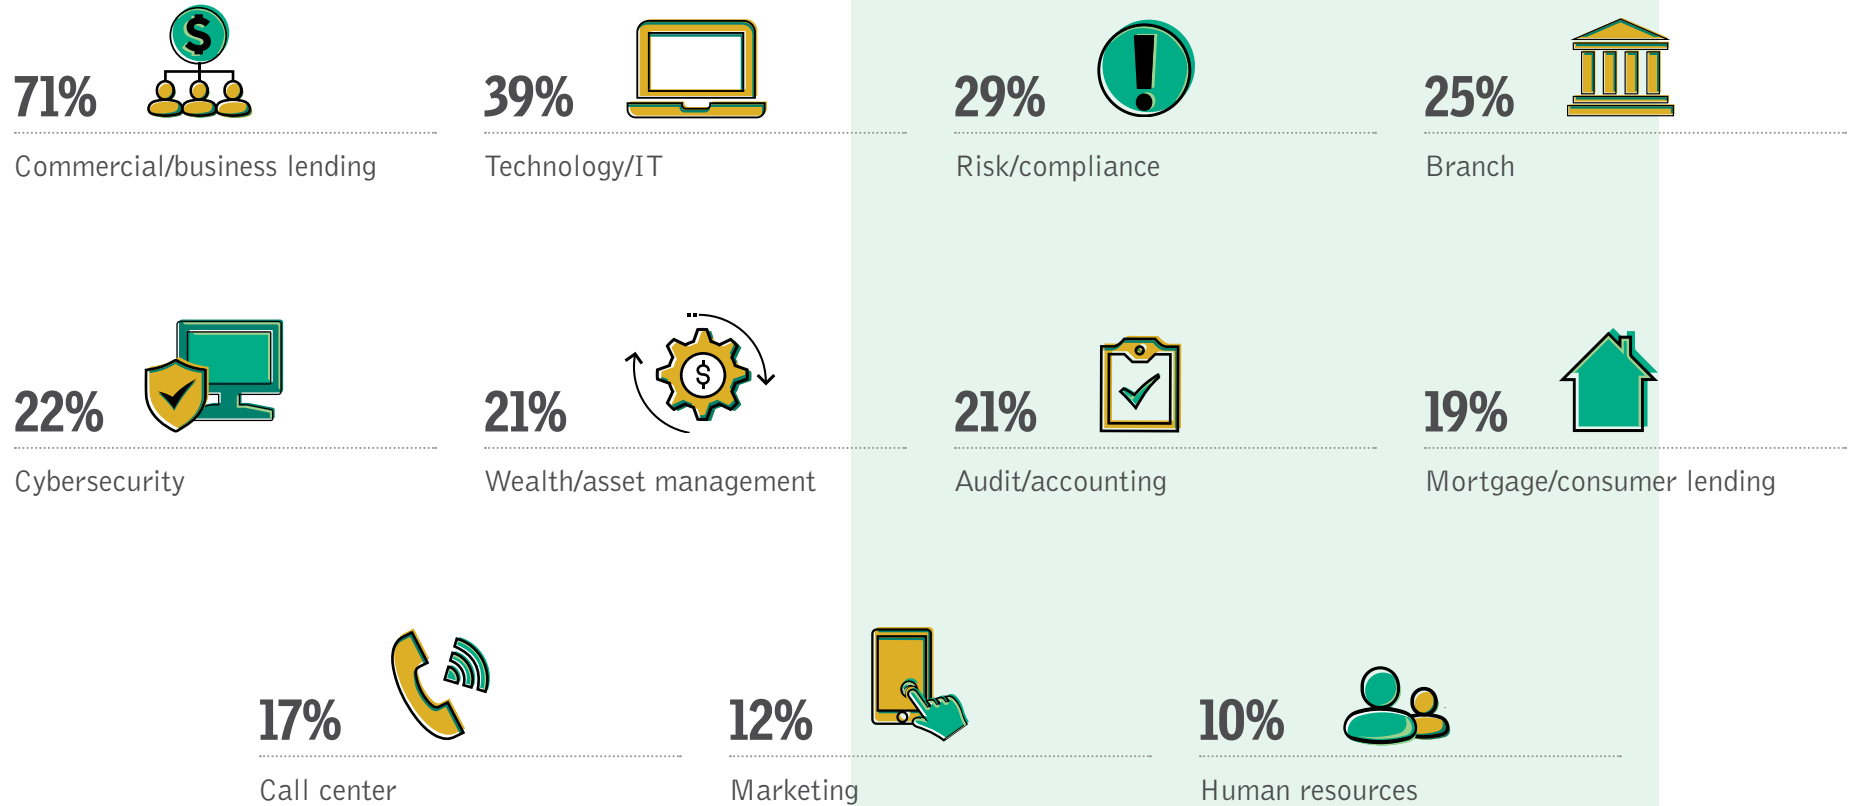 71%
Commercial/business lending
39%
Technology/IT
29%
Risk/compliance
25%
Branch
22%
Cybersecurity
21%
Wealth/asset management
21%
Audit/accounting
19%
Mortgage/consumer lending
17%
Call center
12%
Marketing
10%
Human resources